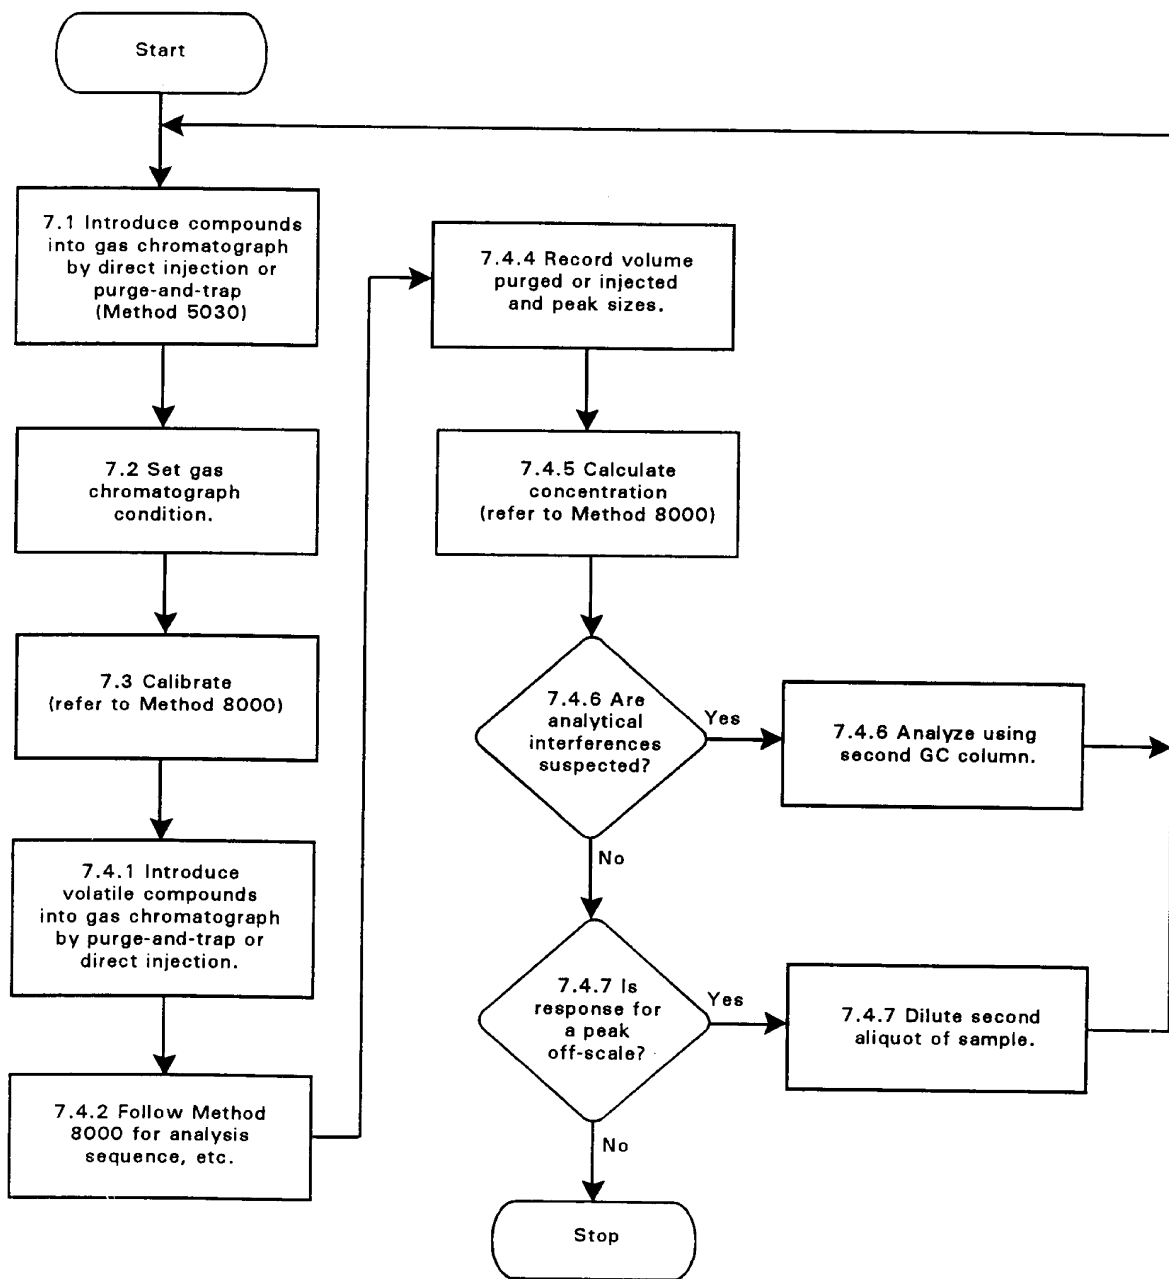 Start
7.1 Introduce compounds
into gas chromatograph
by direct injection or
purge-and-trap
(Method 5030)
7.2 Set gas
chromatograph
condition.
7.3 Calibrate
(refer to Method 8000)
7.4.1 Introduce
volatile compounds
into gas chromatograph
by purge-and-trap or
direct injection.
7.4.2 Follow Method
8000 for analysis
sequence, etc.
7.4.4 Record volume
purged or injected
and peak sizes.
7.4.5 Calculate
concentration
(refer to Method 8000)
7.4.6 Are
analytical
interferences
suspected?
Yes
7.4.6 Analyze using
second GC column.
No
7.4.7 Is
response for
a peak
off-scale?
Yes
7.4.7 Dilute second
aliquot of sample.
No
Stop